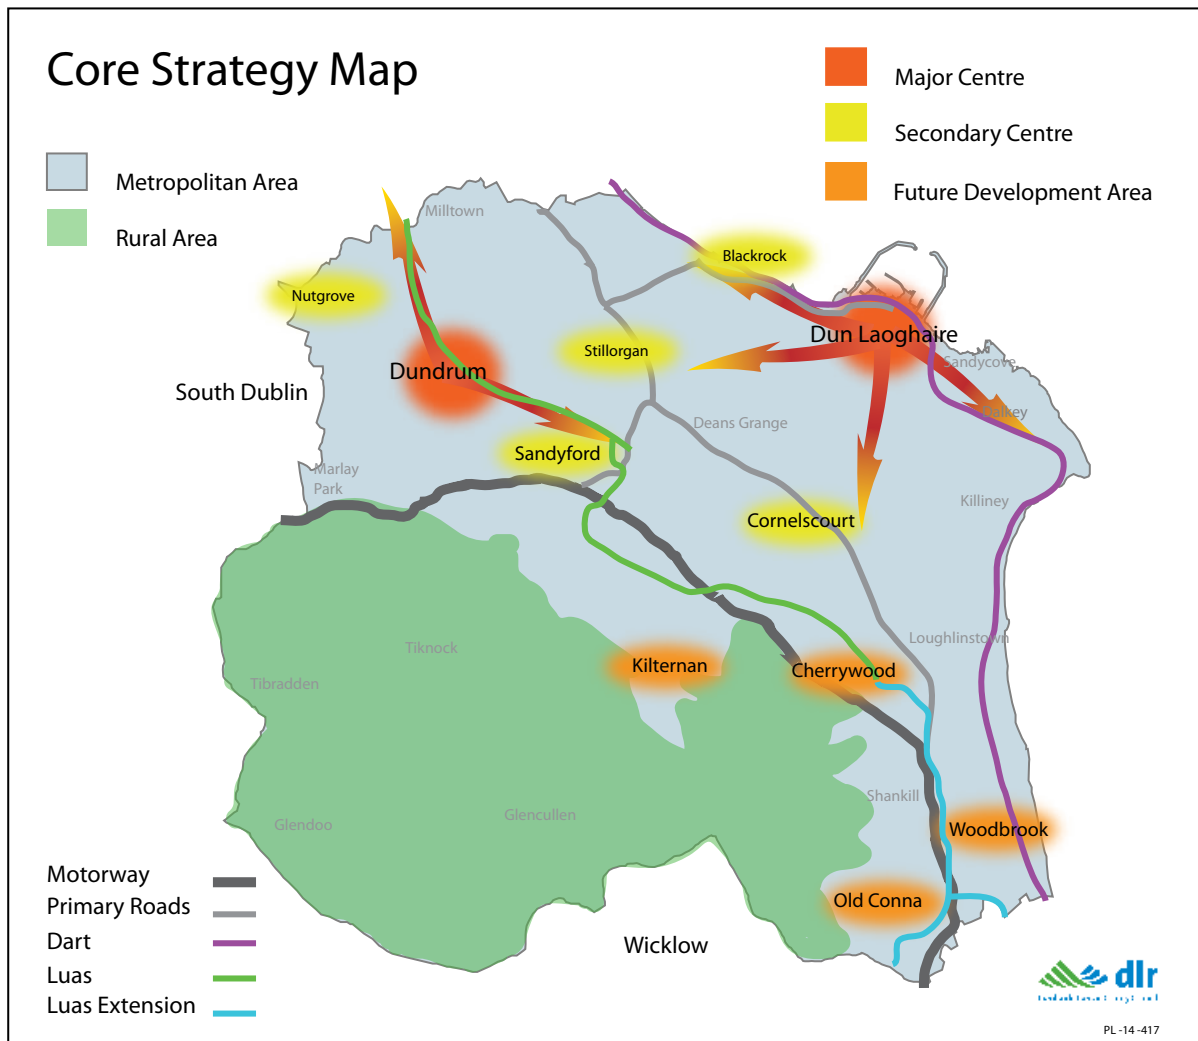 Core Strategy Map
Major Centre
Secondary Centre
Future Development Area
Metropolitan Area
Rural Area
Milltown
Blackrock
Nutgrove
Dun Laoghaire
Stillorgan
Sandycove
Dundrum
South Dublin
Dalkey
Deans Grange
Sandyford
Marlay
Park
Killiney
Cornelscourt
Loughlinstown
Tiknock
Kilternan
Cherrywood
Tibradden
Shankill
Glencullen
Glendoo
Woodbrook
Old Conna
Wicklow
Motorway
Primary Roads
Dart
Luas
Luas Extension
dlr
PL -14 -417